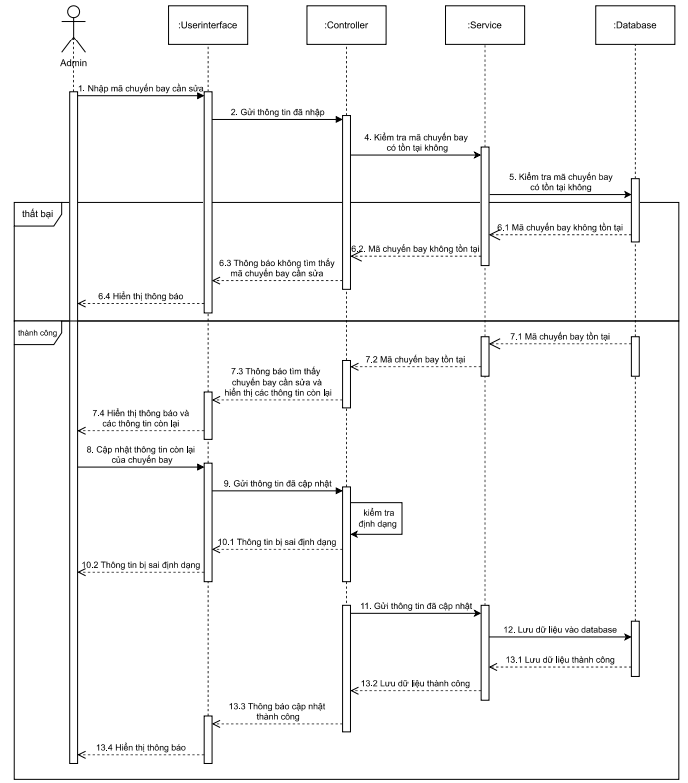 :Userinterface
:Controller
:Service
:Database
Admin
1. Nhập mã chuyến bay cần sửa
2. Gửi thông tin đã nhập
4. Kiểm tra mã chuyến bay
có tồn tại không
5. Kiểm tra mã chuyến bay
có tồn tại không
thất bại
6.1 Mã chuyến bay không tồn tại
6.2. Mã chuyến bay không tồn tại
6.3 Thông báo không tìm thấy
mã chuyến bay cần sửa
6.4 Hiển thị thông báo
thành công
7.1 Mã chuyến bay tồn tại
7.2 Mã chuyến bay tồn tại
7.3 Thông báo tìm thấy
chuyến bay cần sửa và
hiển thị các thông tin còn lại
7.4 Hiển thị thông báo và
các thông tin còn lại
8. Cập nhật thông tin còn lại
của chuyến bay
9. Gửi thông tin đã cập nhật
kiểm tra
định dạng
10.1 Thông tin bị sai định dạng
10.2 Thông tin bị sai định dạng
11. Gửi thông tin đã cập nhật
12. Lưu dữ liệu vào database
13.1 Lưu dữ liệu thành công
13.2 Lưu dữ liệu thành công
13.3 Thông báo cập nhật
thành công
13.4 Hiển thị thông báo